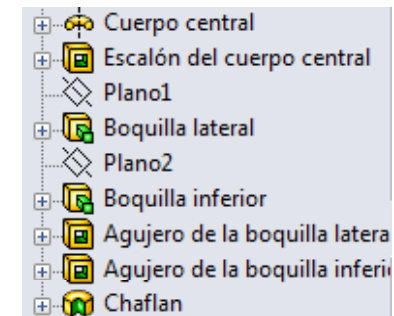 Cuerpo central
Escalón del cuerpo central
Plano1
Boquilla lateral
Plano2
Boquilla inferior
Agujero de la boquilla latera
Agujero de la boquilla inferi
Chaflan